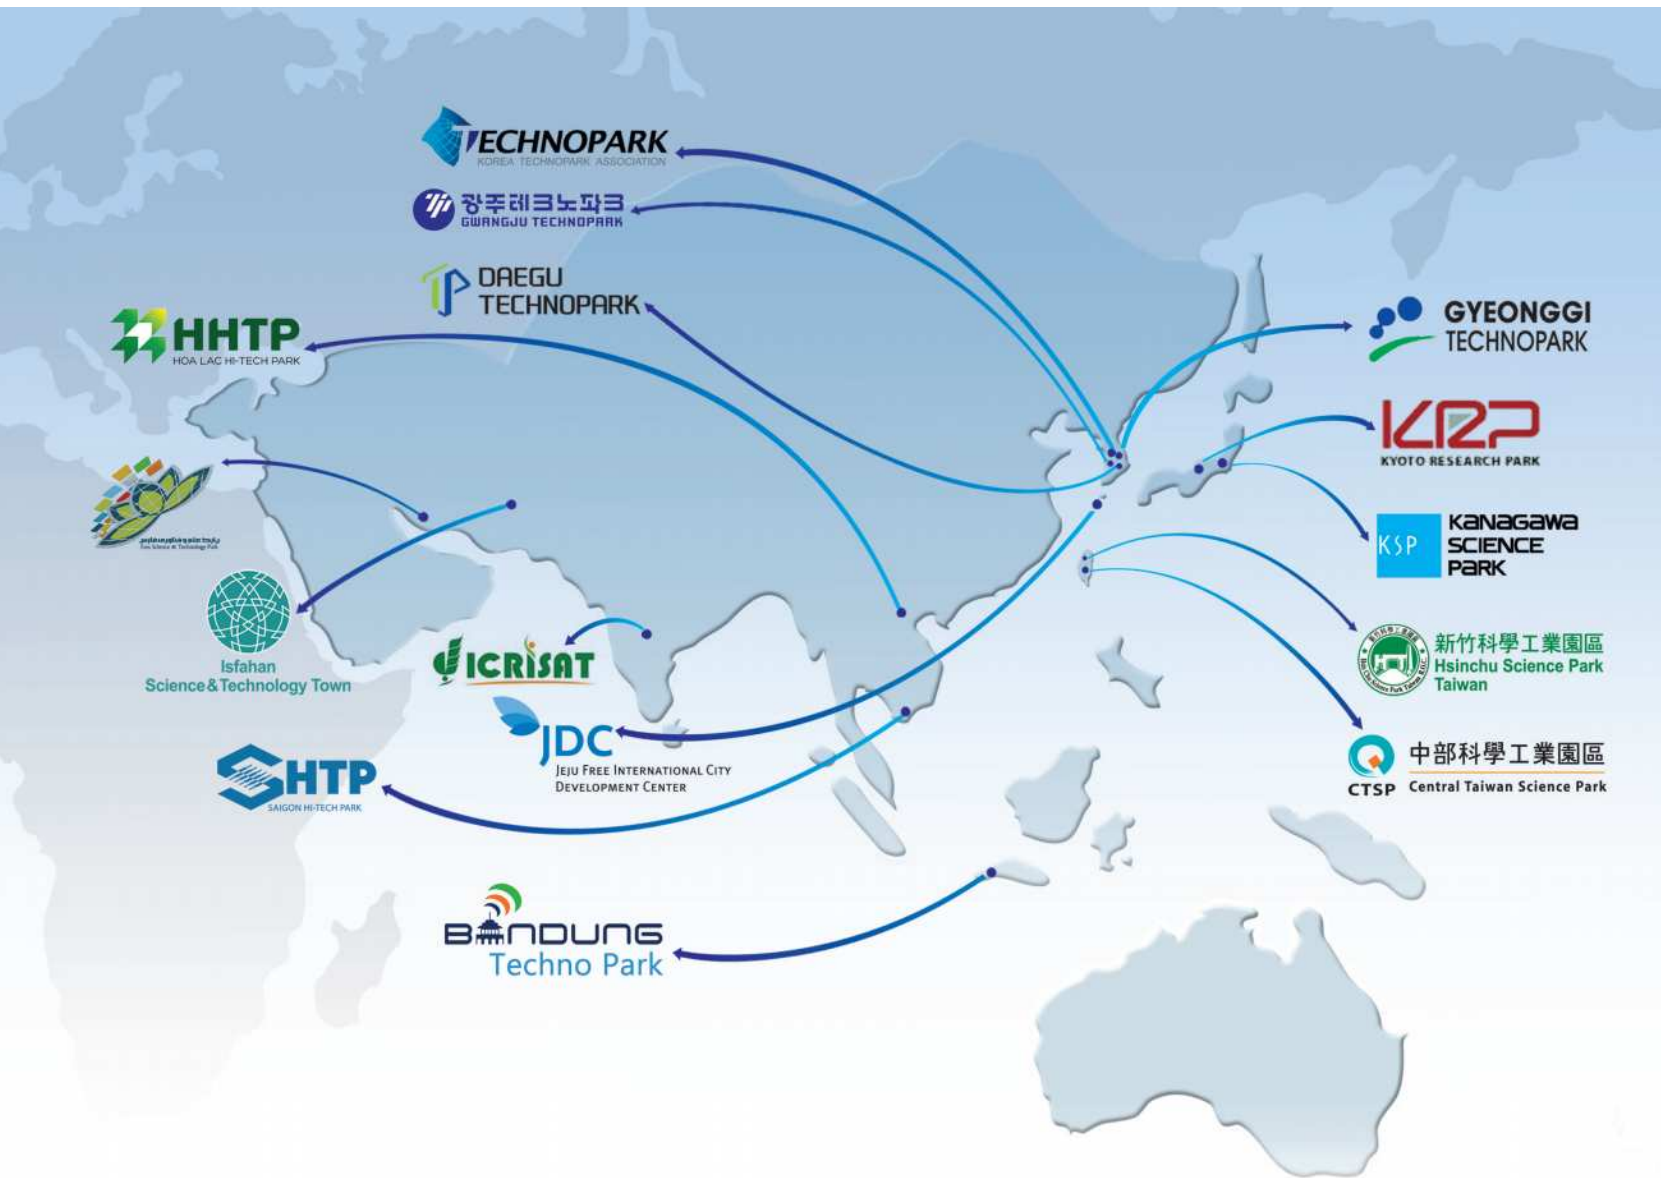 TECHNOPARK
KOREA TECHNOPARK ASSOCIATION
광주테크노파크
GWANGJU TECHNOPARK
DAEGU
TECHNOPARK
HHTP
HOA LAC HI-TECH PARK
GYEONGGI
TECHNOPARK
KRP
KYOTO RESEARCH PARK
Fars Science & Technology Park
KSP
KANAGAWA
SCIENCE
PARK
Isfahan
Science&Technology Town
ICRISAT
新竹科學工業園區
Hsinchu Science Park
Taiwan
JDC
JEJU FREE INTERNATIONAL CITY
DEVELOPMENT CENTER
SHTP
SAIGON HI-TECH PARK
中部科學工業園區
CTSP
Central Taiwan Science Park
BANDUNG
Techno Park